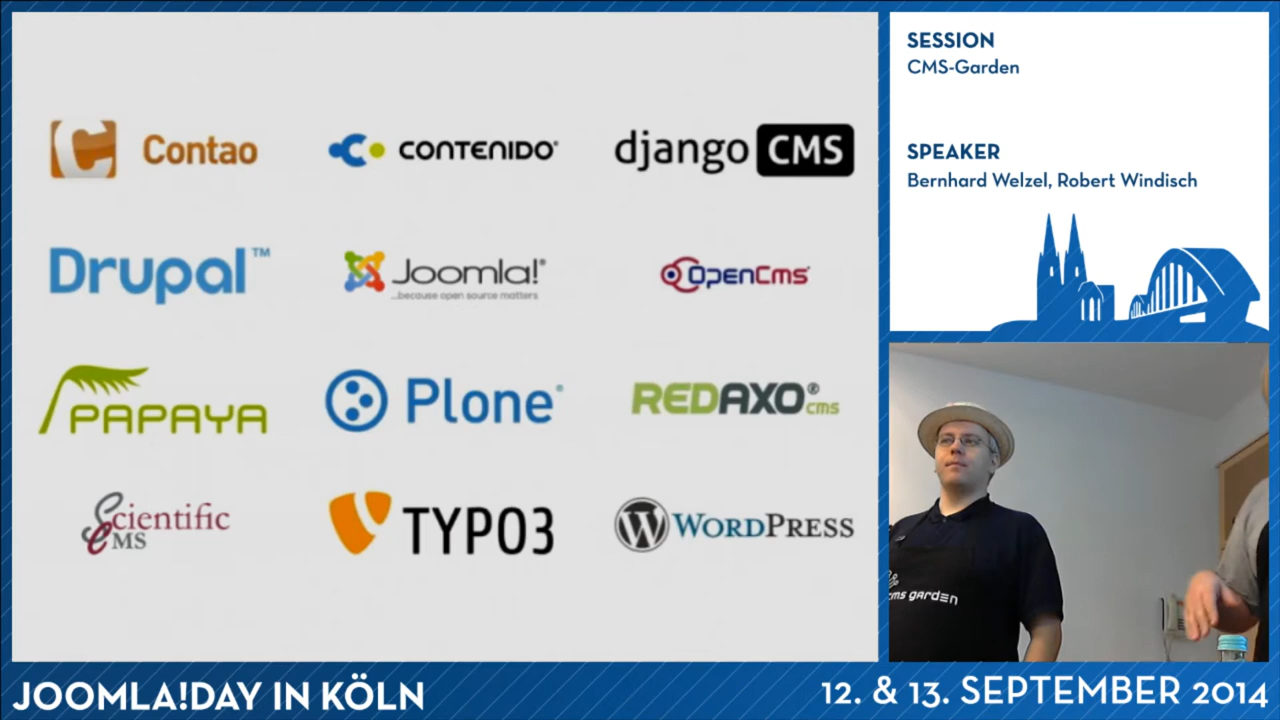 Contao
CONTENIDO®
django CMS
Drupal™
Joomla!®
...because open source matters
OpenCms®
PAPAYA
Plone®
REDAXO® cms
Scientific
CMS
TYPO3
WORDPRESS
SESSION
CMS-Garden
SPEAKER
Bernhard Welzel, Robert Windisch
cms garden
JOOMLA!DAY IN KÖLN
12. & 13. SEPTEMBER 2014